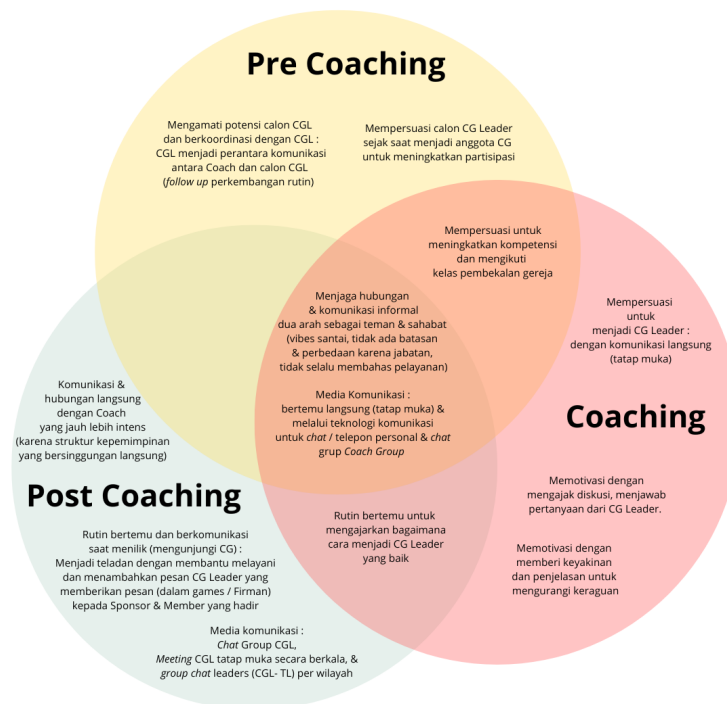 Pre Coaching
Mengamati potensi calon CGL
dan berkoordinasi dengan CGL :
CGL menjadi perantara komunikasi
antara Coach dan calon CGL
(follow up perkembangan rutin)
Mempersuasi calon CG Leader
sejak saat menjadi anggota CG
untuk meningkatkan partisipasi
Mempersuasi untuk
meningkatkan kompetensi
dan mengikuti
kelas pembekalan gereja
Menjaga hubungan
& komunikasi informal
dua arah sebagai teman & sahabat
(vibes santai, tidak ada batasan
& perbedaan karena jabatan,
tidak selalu membahas pelayanan)
Media Komunikasi :
bertemu langsung (tatap muka) &
melalui teknologi komunikasi
untuk chat / telepon personal & chat
grup Coach Group
Mempersuasi
untuk
menjadi CG Leader :
dengan komunikasi langsung
(tatap muka)
Coaching
Memotivasi dengan
mengajak diskusi, menjawab
pertanyaan dari CG Leader.
Memotivasi dengan
memberi keyakinan
dan penjelasan untuk
mengurangi keraguan
Komunikasi &
hubungan langsung
dengan Coach
yang jauh lebih intens
(karena struktur kepemimpinan
yang bersinggungan langsung)
Post Coaching
Rutin bertemu untuk
mengajarkan bagaimana
cara menjadi CG Leader
yang baik
Rutin bertemu dan berkomunikasi
saat menilik (mengunjungi CG) :
Menjadi teladan dengan membantu melayani
dan menambahkan pesan CG Leader yang
memberikan pesan (dalam games / Firman)
kepada Sponsor & Member yang hadir
Media komunikasi :
Chat Group CGL,
Meeting CGL tatap muka secara berkala, &
group chat leaders (CGL- TL) per wilayah